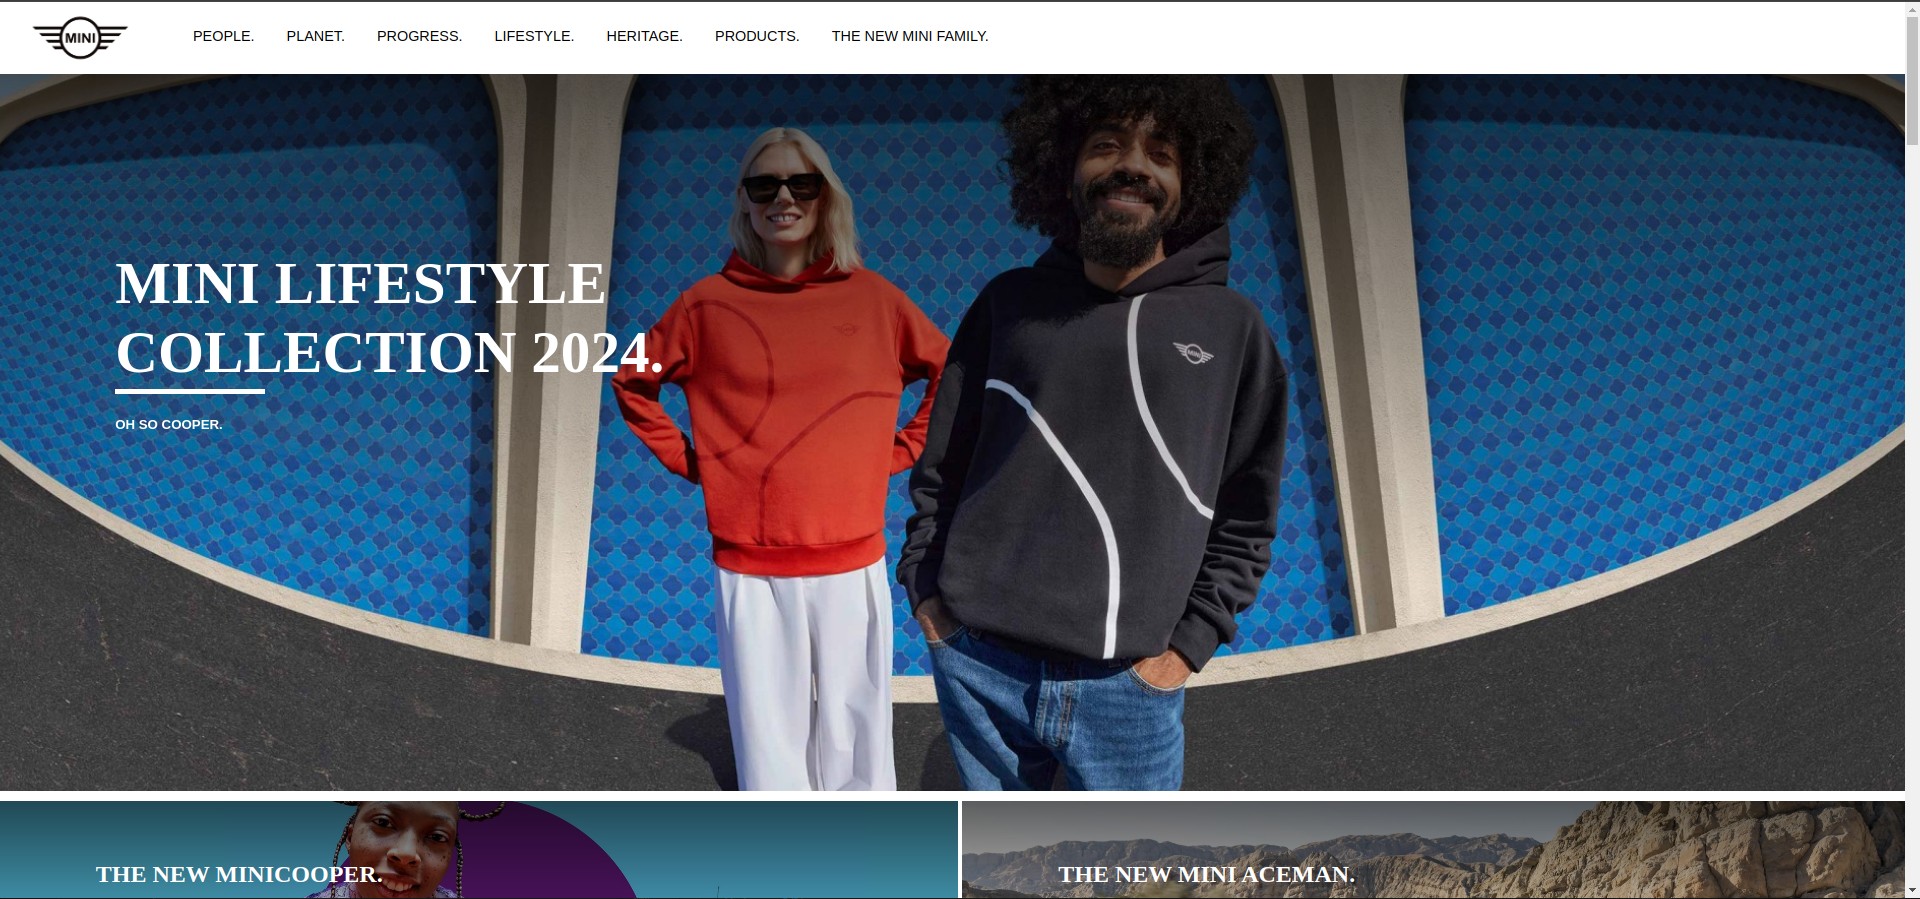 MINI
PEOPLE.
PLANET.
PROGRESS.
LIFESTYLE.
HERITAGE.
PRODUCTS.
THE NEW MINI FAMILY.
MINI LIFESTYLE
COLLECTION 2024.
OH SO COOPER.
MINI
THE NEW MINICOOPER.
THE NEW MINI ACEMAN.